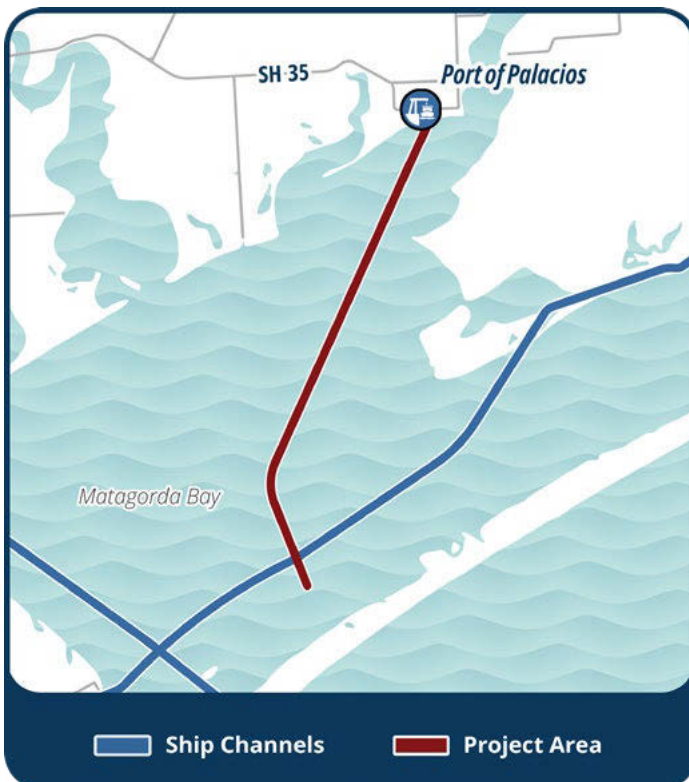 SH 35
Port of Palacios
Matagorda Bay
Ship Channels
Project Area